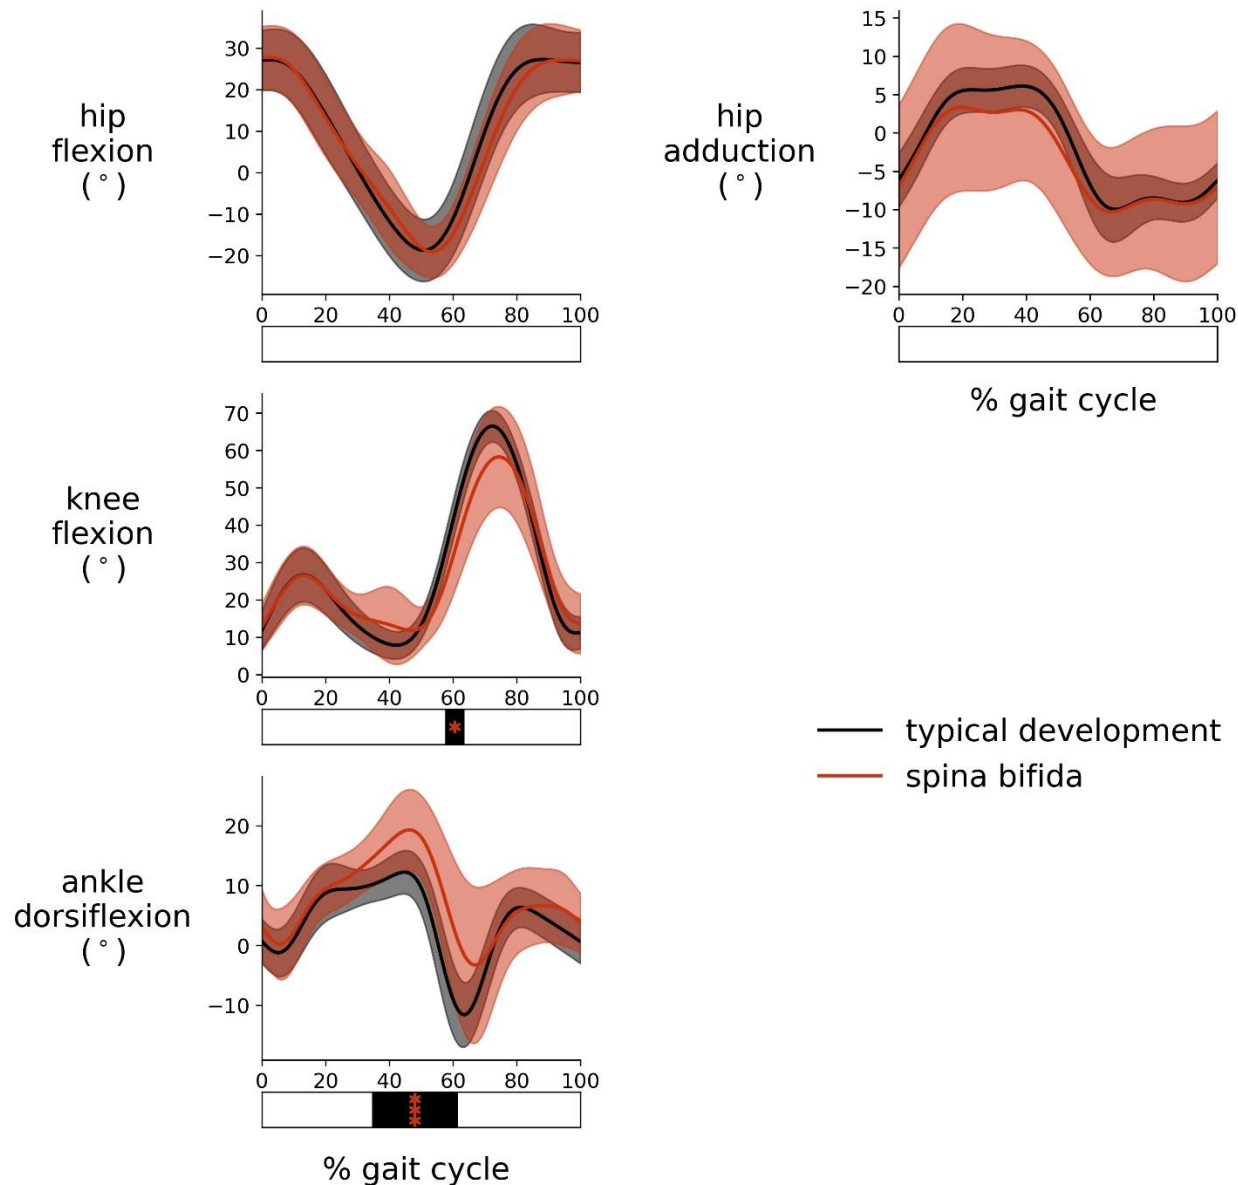 hip
flexion
(°)
30
20
10
0
−10
−20
0 20 40 60 80 100
hip
adduction
(°)
15
10
5
0
−5
−10
−15
−20
0 20 40 60 80 100
% gait cycle
knee
flexion
(°)
70
60
50
40
30
20
10
0
0 20 40 60 80 100
*
typical development
spina bifida
ankle
dorsiflexion
(°)
20
10
0
−10
0 20 40 60 80 100
*
*
*
% gait cycle